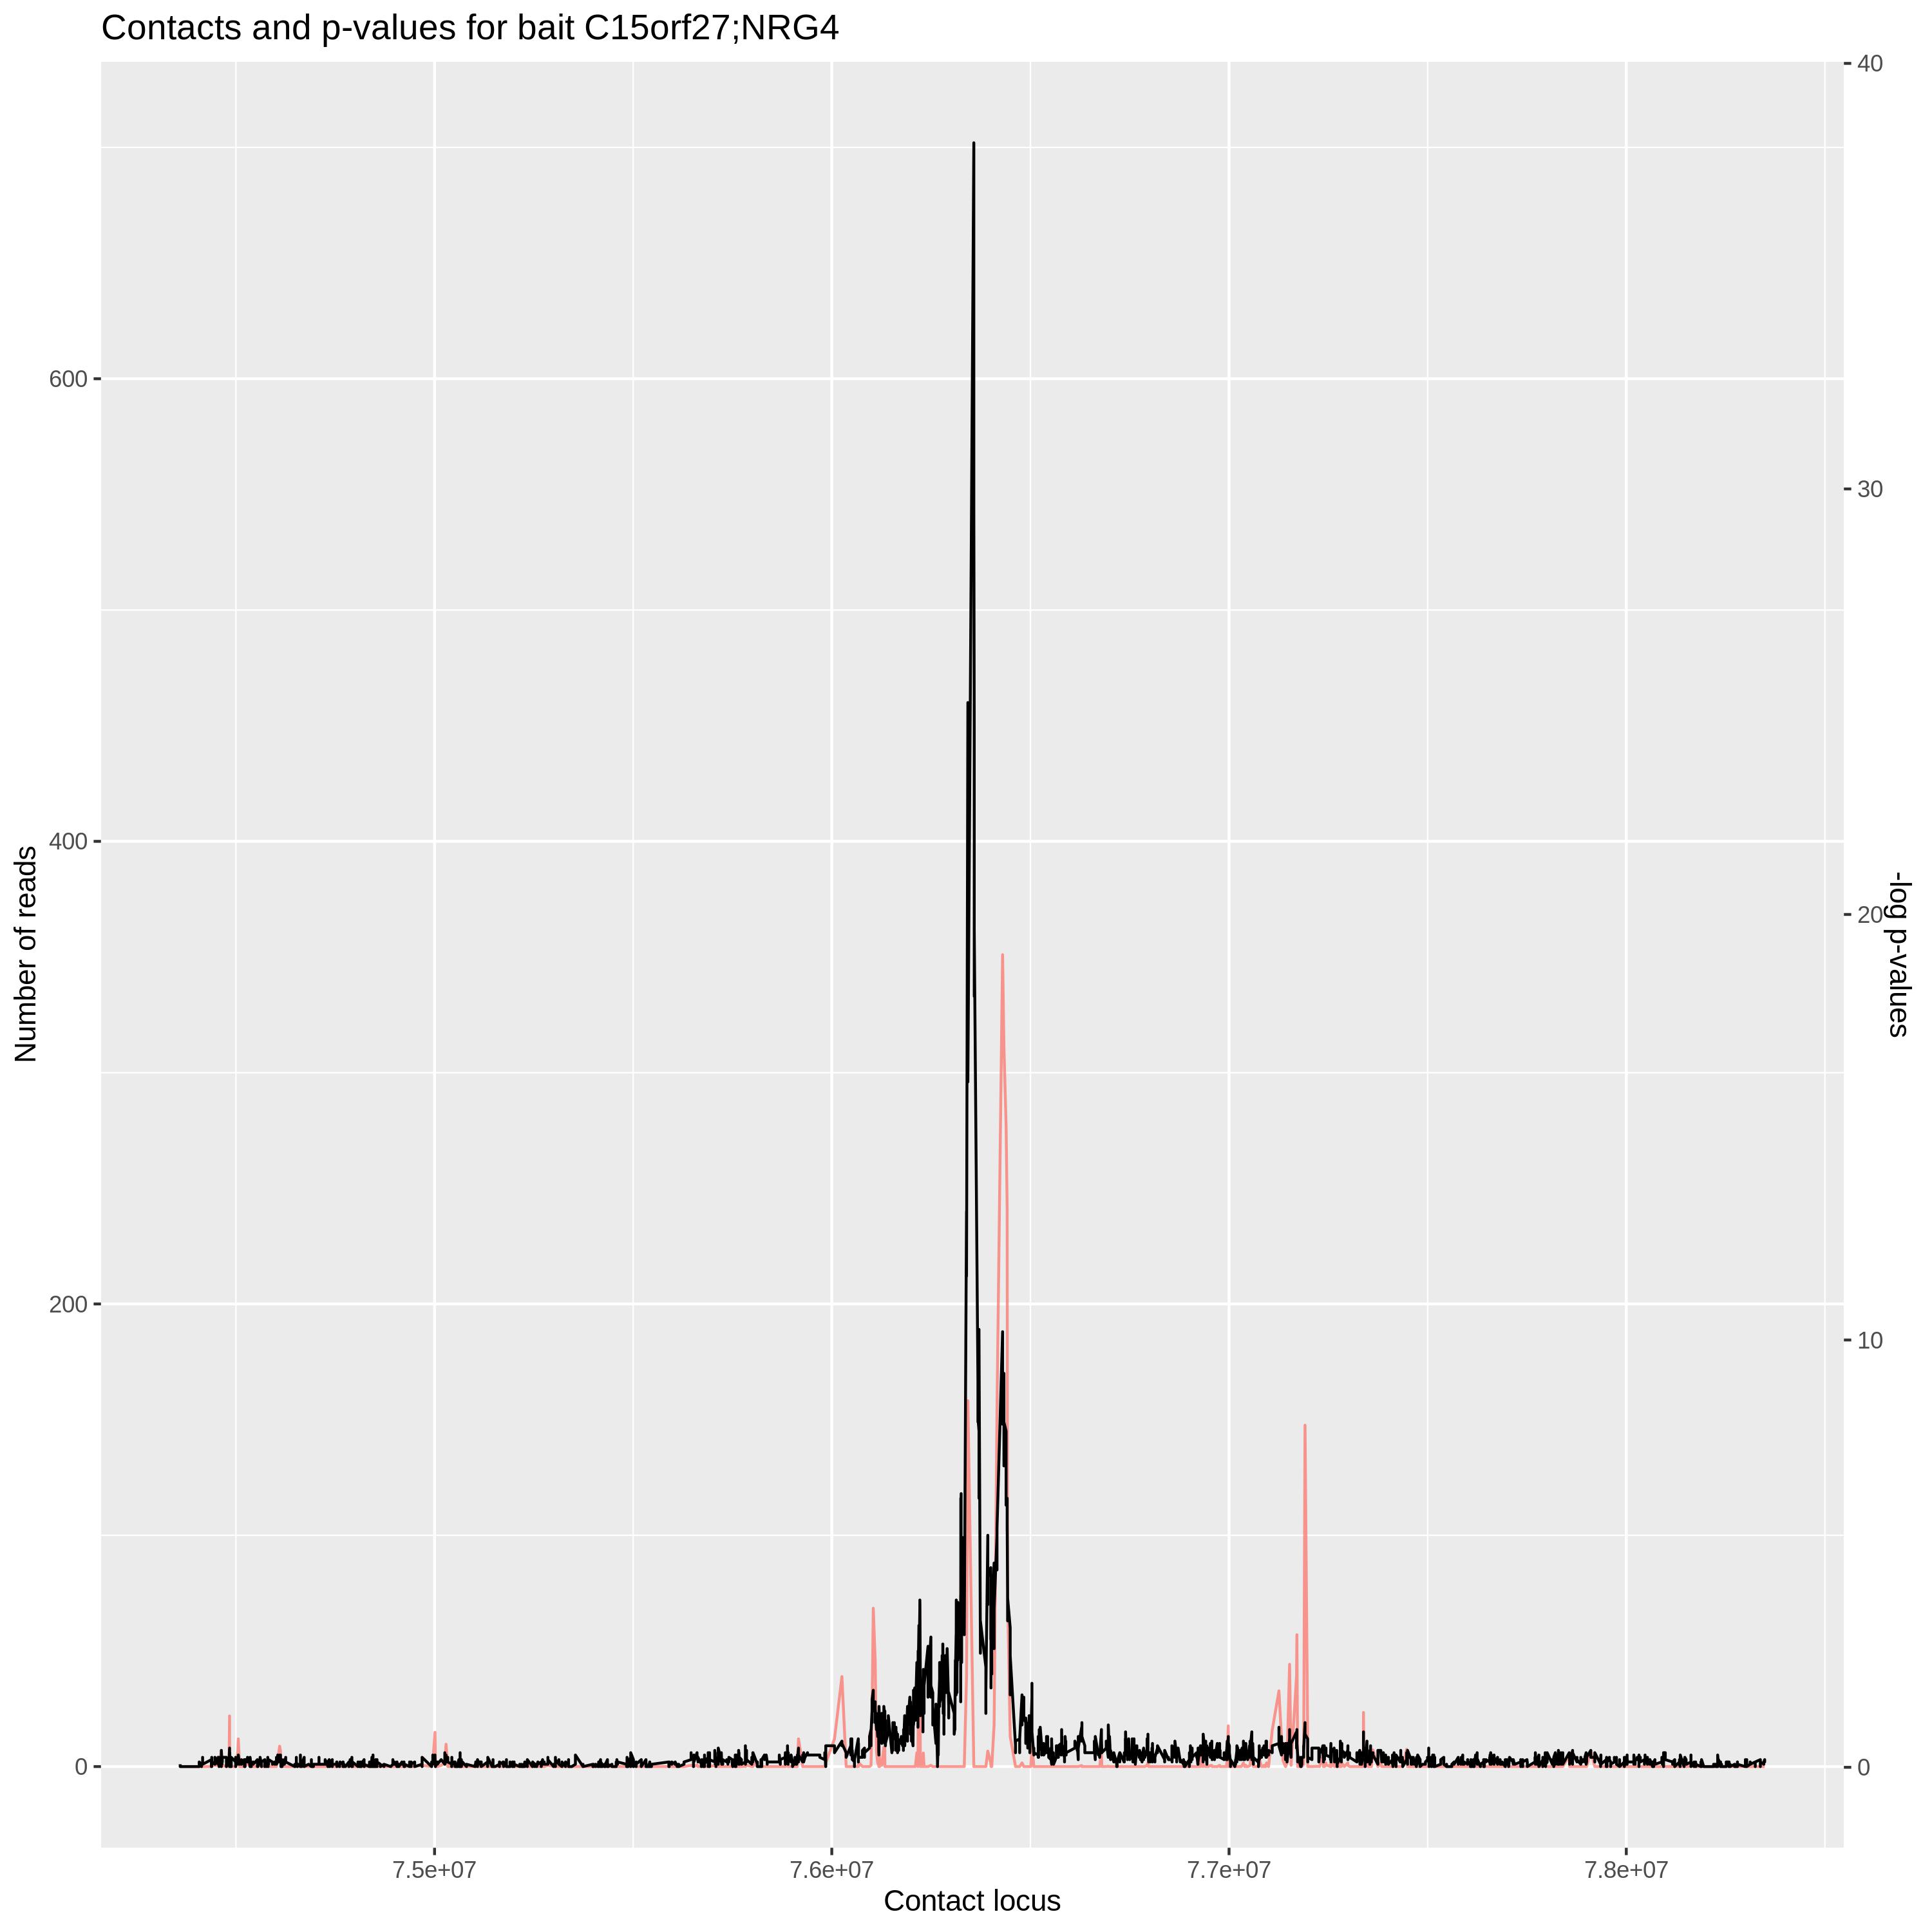 Contacts and p-values for bait C15orf27;NRG4
Number of reads
600
400
200
0
40
30
20
10
0
-log p-values
7.5e+07 7.6e+07 7.7e+07 7.8e+07
Contact locus